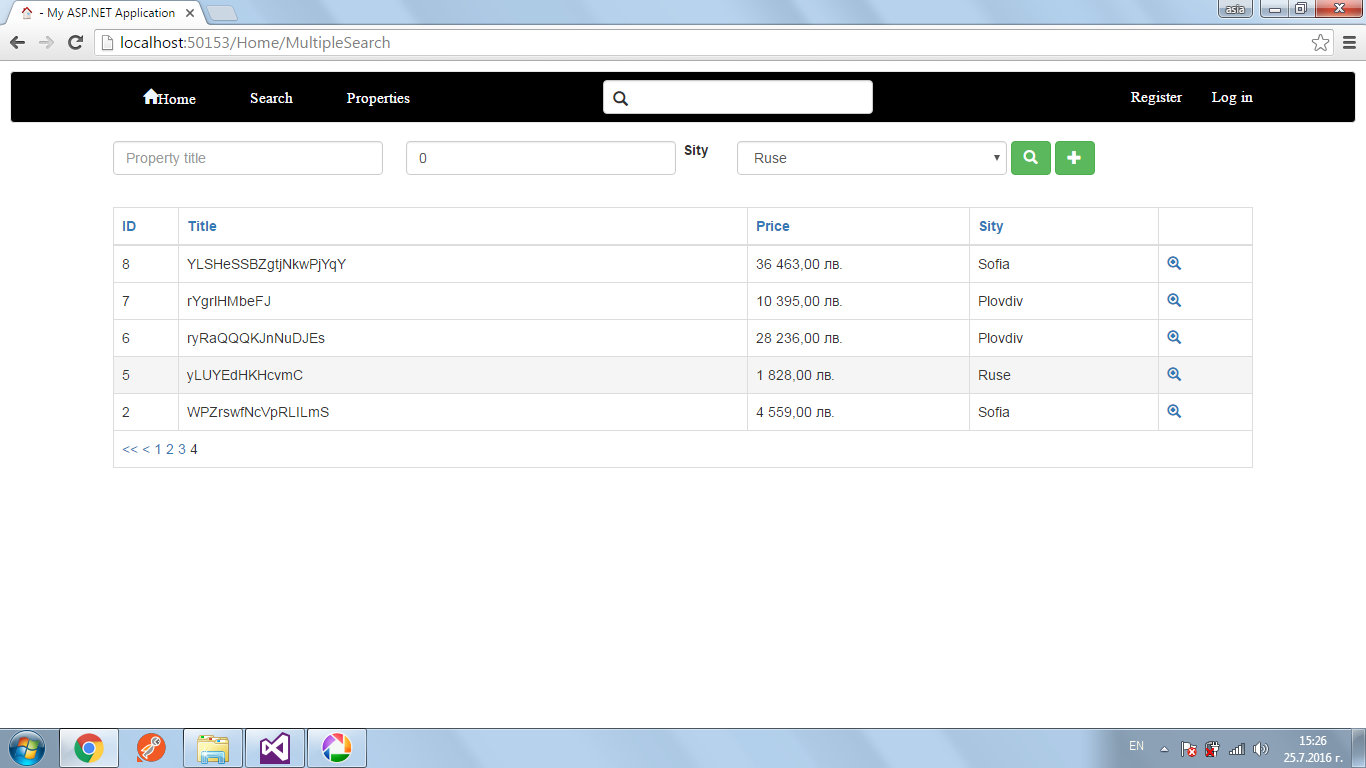 - My ASP.NET Application
asia
localhost:50153/Home/MultipleSearch
Home Search Properties Register Log in
Property title 0 Sity Ruse
ID Title Price Sity
8 YLSHeSSBZgtjNkwPjYqY 36 463,00 лв. Sofia
7 rYgrIHMbeFJ 10 395,00 лв. Plovdiv
6 ryRaQQQKJnNuDJEs 28 236,00 лв. Plovdiv
5 yLUYEdHKHcvmC 1 828,00 лв. Ruse
2 WPZrswfNcVpRLILmS 4 559,00 лв. Sofia
<< < 1 2 3 4
EN 15:26
25.7.2016 г.